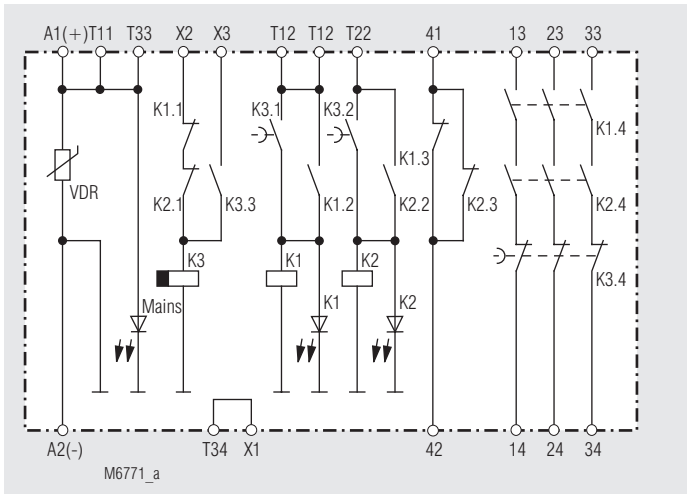 A1(+) T11 T33 X2 X3 T12 T12 T22 41 13 23 33
K1.1 K3.1 K3.2
K1.4
K1.3
VDR K2.1 K3.3 K1.2 K2.2 K2.3 K2.4
K3 K1 K2
K3.4
Mains K1 K2
A2(-) T34 X1 42 14 24 34
M6771_a